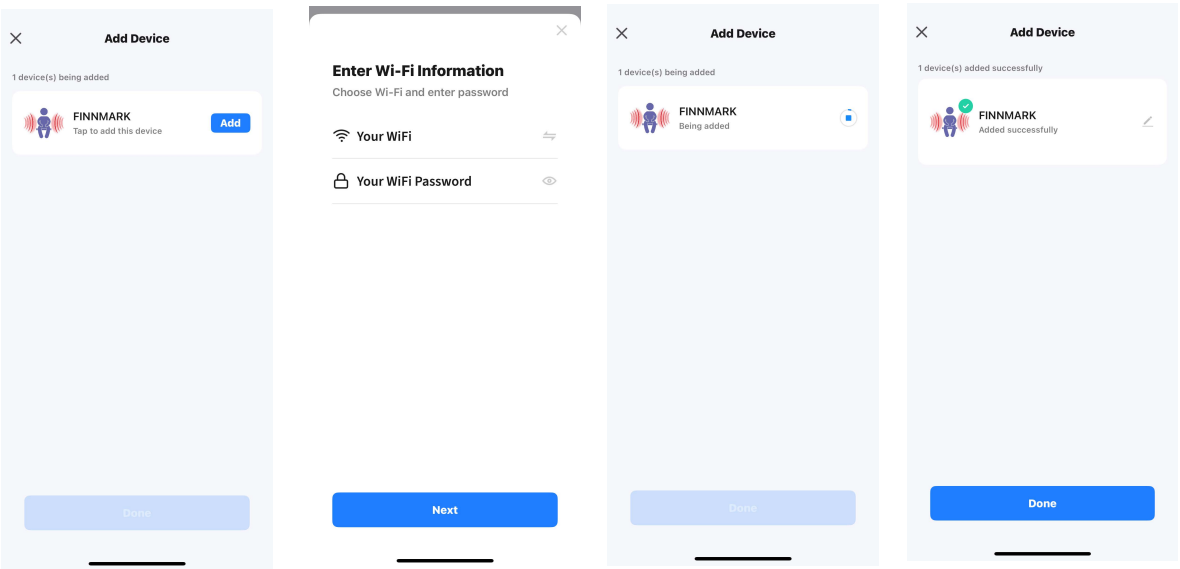 Add Device
1 device(s) being added
FINNMARK
Tap to add this device
Add
Done
Enter Wi-Fi Information
Choose Wi-Fi and enter password
Your WiFi
Your WiFi Password
Next
Add Device
1 device(s) being added
FINNMARK
Being added
Done
Add Device
1 device(s) added successfully
FINNMARK
Added successfully
Done